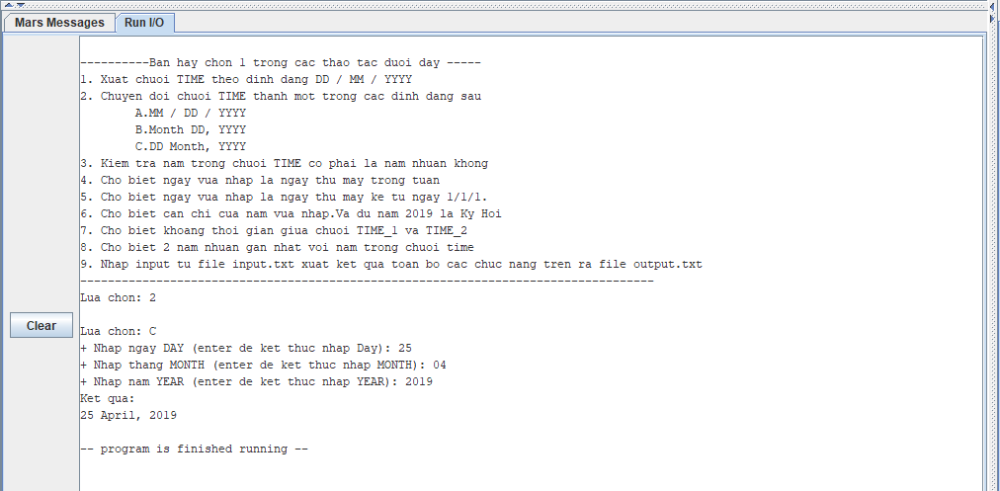 Mars Messages Run I/O
----------Ban hay chon 1 trong cac thao tac duoi day -----
1. Xuat chuoi TIME theo dinh dang DD / MM / YYYY
2. Chuyen doi chuoi TIME thanh mot trong cac dinh dang sau
A.MM / DD / YYYY
B.Month DD, YYYY
C.DD Month, YYYY
3. Kiem tra nam trong chuoi TIME co phai la nam nhuan khong
4. Cho biet ngay vua nhap la ngay thu may trong tuan
5. Cho biet ngay vua nhap la ngay thu may ke tu ngay 1/1/1.
6. Cho biet can chi cua nam vua nhap.Va du nam 2019 la Ky Hoi
7. Cho biet khoang thoi gian giua chuoi TIME_1 va TIME_2
8. Cho biet 2 nam nhuan gan nhat voi nam trong chuoi time
9. Nhap input tu file input.txt xuat ket qua toan bo cac chuc nang tren ra file output.txt
-----------------------------------------------------------------------------------
Lua chon: 2
Clear
Lua chon: C
+ Nhap ngay DAY (enter de ket thuc nhap Day): 25
+ Nhap thang MONTH (enter de ket thuc nhap MONTH): 04
+ Nhap nam YEAR (enter de ket thuc nhap YEAR): 2019
Ket qua:
25 April, 2019
-- program is finished running --